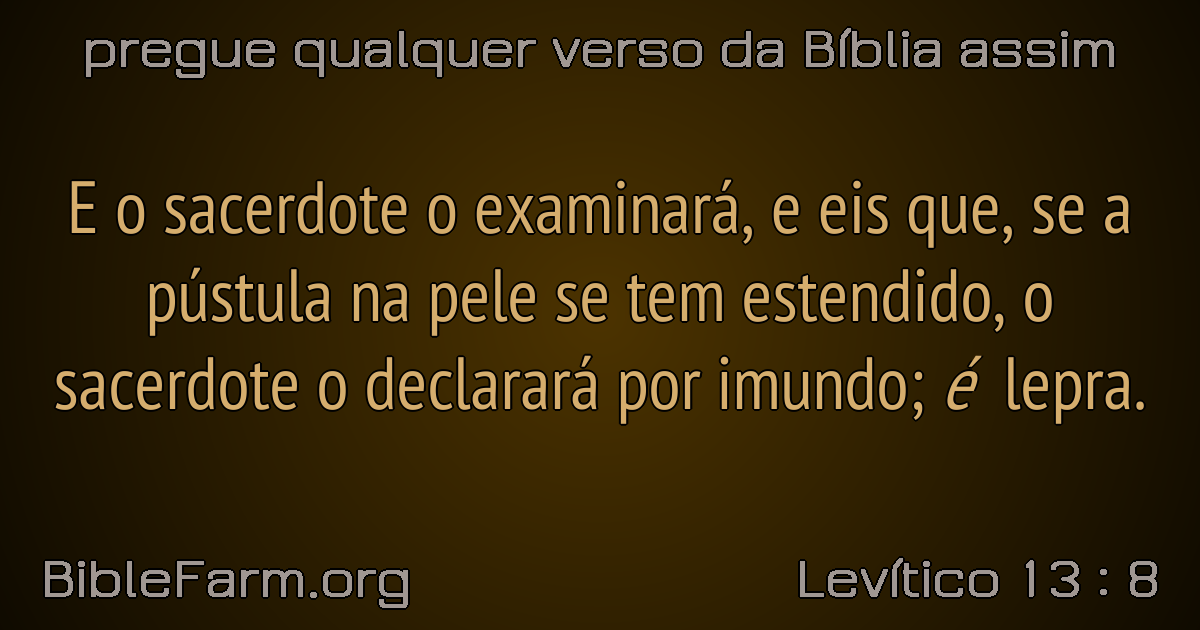 pregue qualquer verso da Bíblia assim
E o sacerdote o examinará, e eis que, se a
pústula na pele se tem estendido, o
sacerdote o declarará por imundo; é lepra.
BibleFarm.org
Levítico 13 : 8